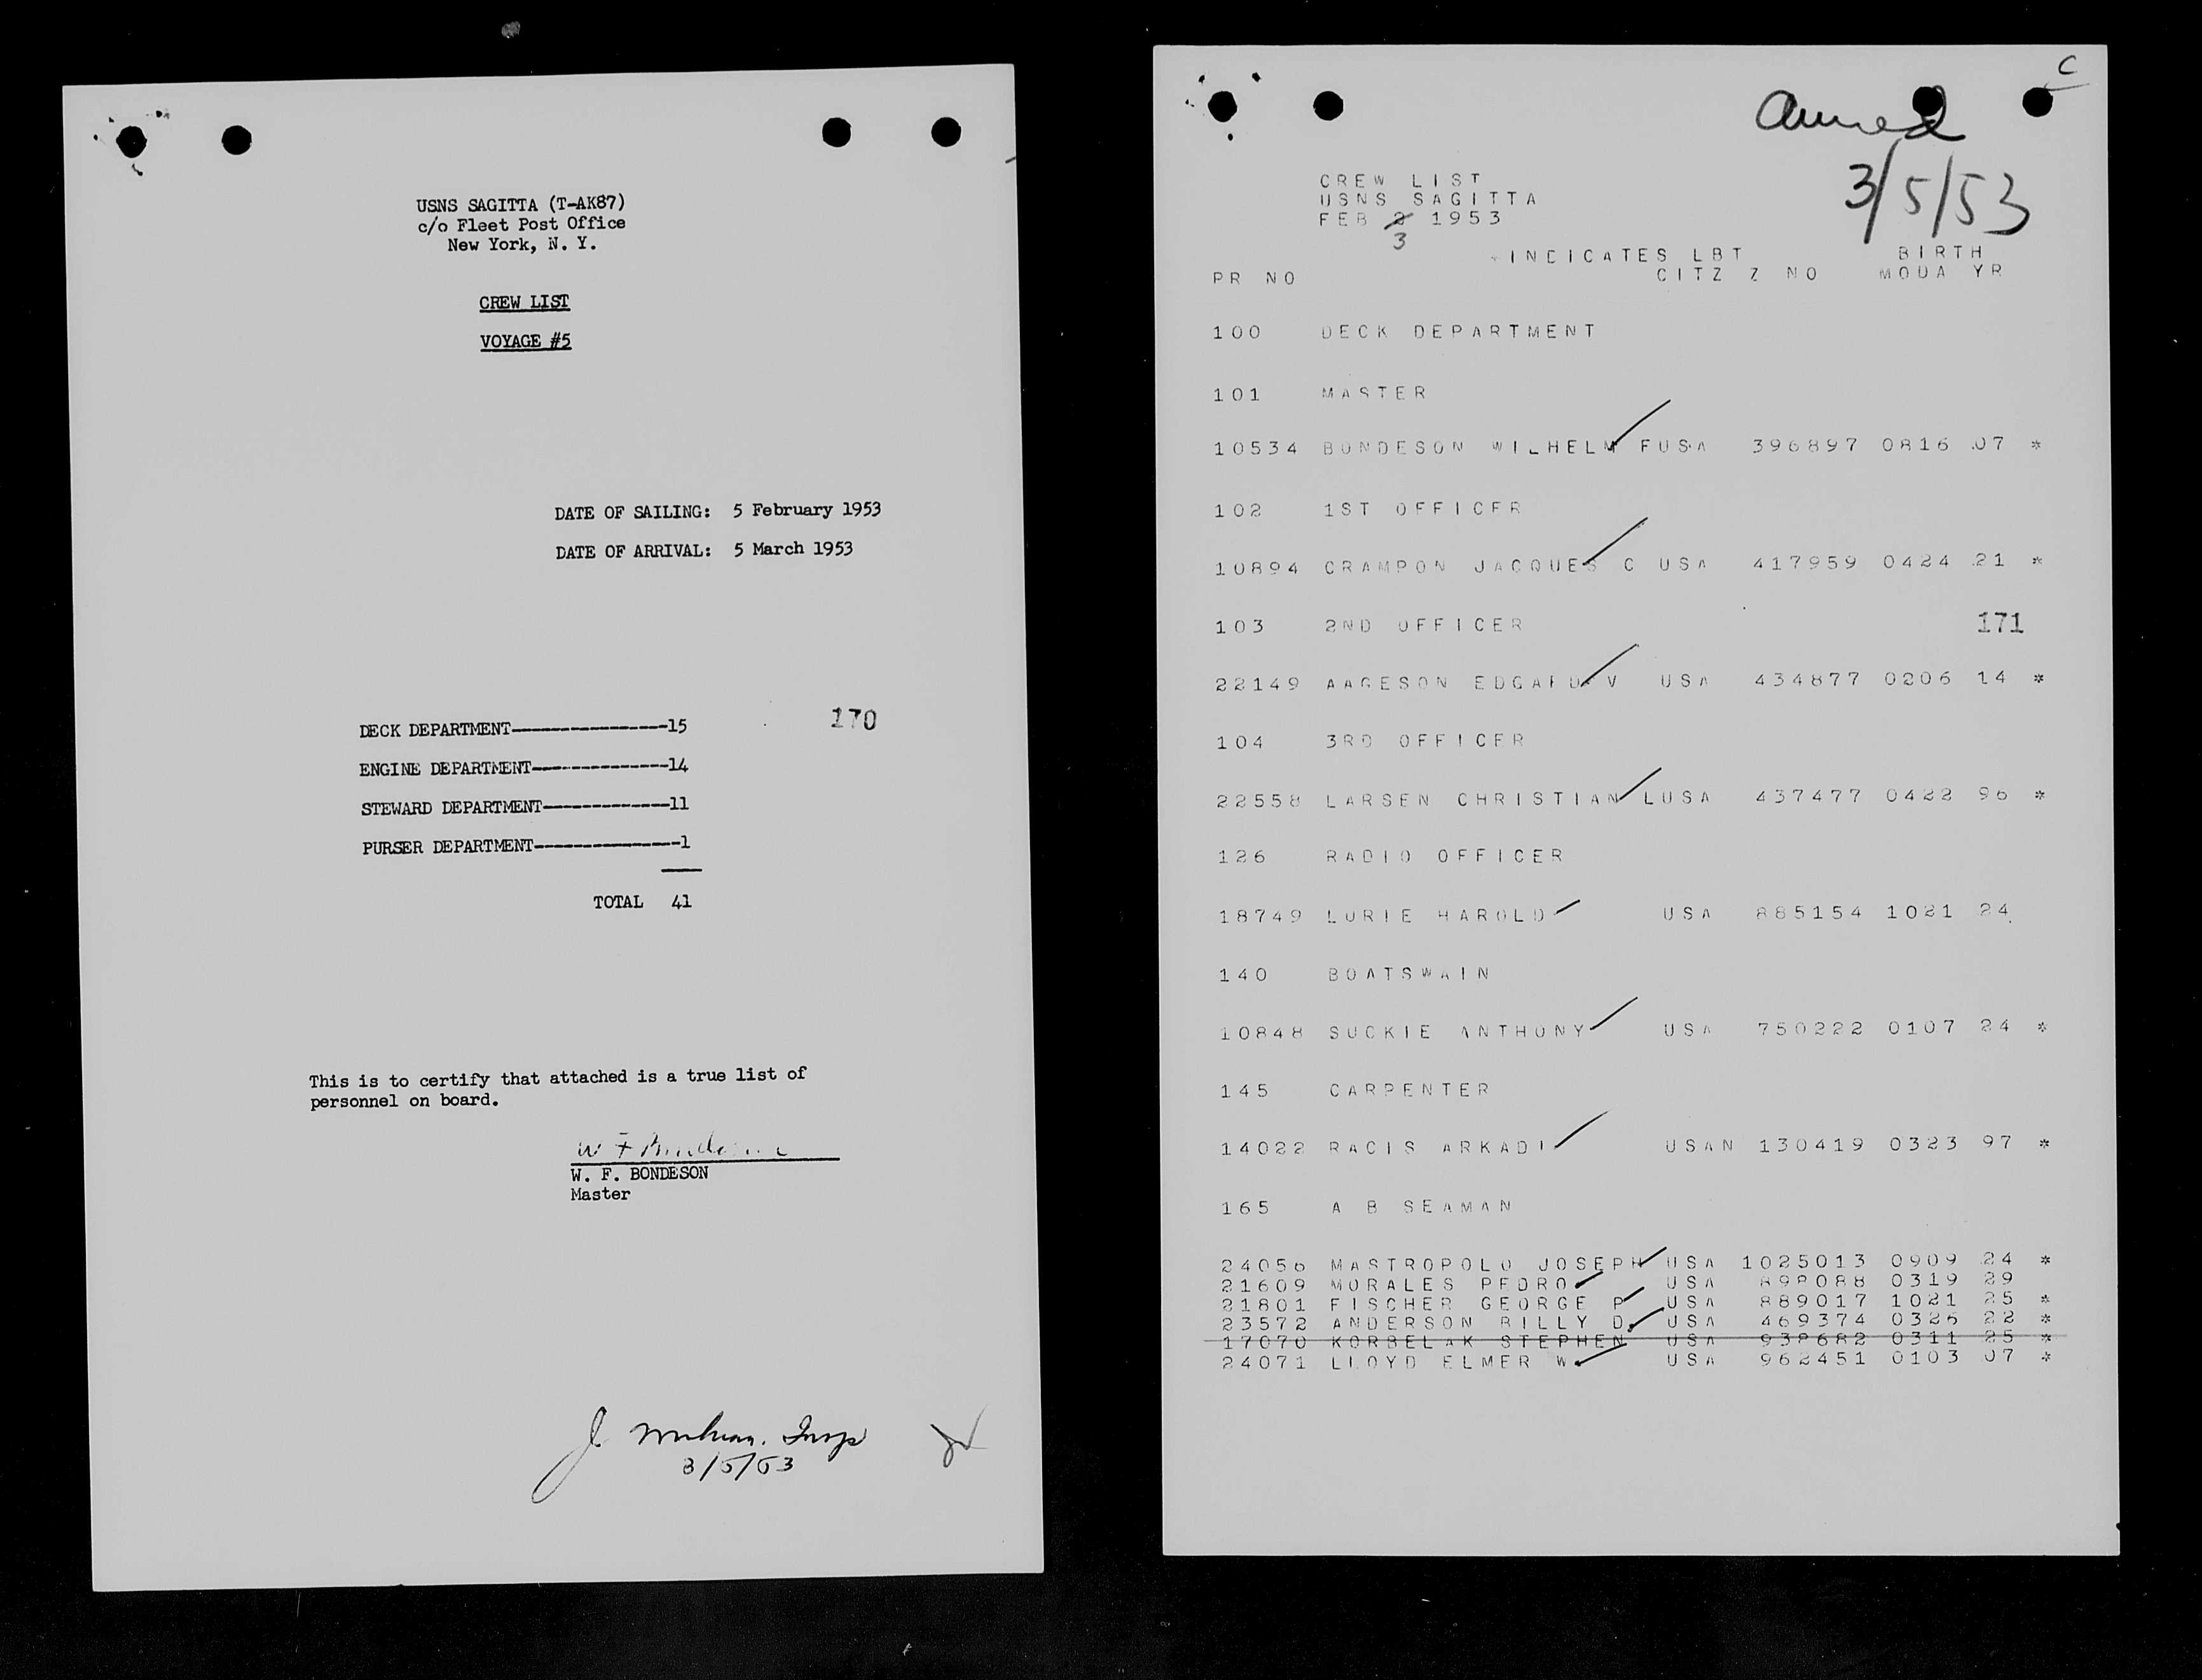 USNS SAGITTA (T-AK87)
c/o Fleet Post Office
New York, N. Y.
CREW LIST
VOYAGE #5
DATE OF SAILING: 5 February 1953
DATE OF ARRIVAL: 5 March 1953
170
DECK DEPARTMENT-----------------15
ENGINE DEPARTMENT---------------14
STEWARD DEPARTMENT--------------11
PURSER DEPARTMENT----------------1
TOTAL 41
This is to certify that attached is a true list of
personnel on board.
W F Bondeson
W. F. BONDESON
Master
J. Insp
3/5/53
C
3/5/53
CREW LIST
USNS SAGITTA
FEB 2 1953
3
*INDICATES LBT BIRTH
PR NO CITZ Z NO MODA YR
100 DECK DEPARTMENT
101 MASTER
10534 BONDESON WILHELM F USA 396897 0816 07 *
102 1ST OFFICER
10894 CRAMPON JACQUES C USA 417959 0424 21 *
103 2ND OFFICER
171
22149 AAGESON EDGARD V USA 434877 0206 14 *
104 3RD OFFICER
22558 LARSEN CHRISTIAN L USA 437477 0422 96 *
126 RADIO OFFICER
18749 LURIE HAROLD USA 885154 1021 24
140 BOATSWAIN
10848 SUCKIE ANTHONY USA 750222 0107 24 *
145 CARPENTER
14022 RACIS ARKADI USAN 130419 0323 97 *
165 A B SEAMAN
24056 MASTROPOLO JOSEPH USA 1025013 0909 24 *
21609 MORALES PEDRO USA 898088 0319 29
21801 FISCHER GEORGE P USA 889017 1021 25 *
23572 ANDERSON BILLY D USA 469374 0326 22 *
17070 KORBELAK STEPHEN USA 938682 0311 25 *
24071 LLOYD ELMER W USA 962451 0103 07 *